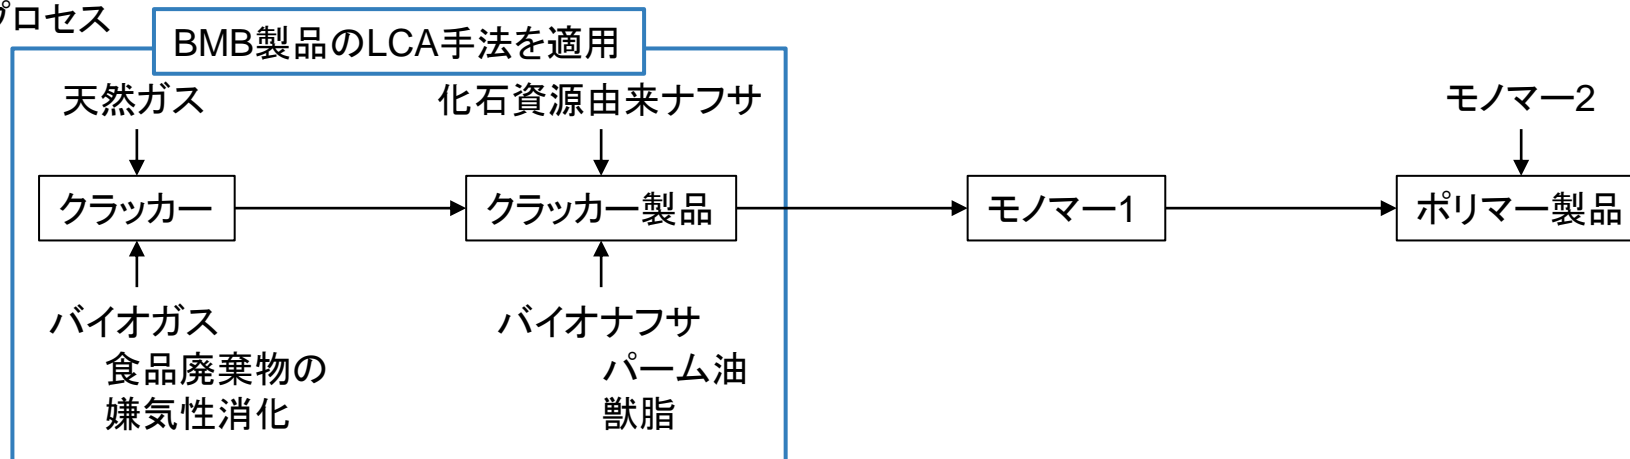 プロセス
BMB製品のLCA手法を適用
天然ガス
化石資源由来ナフサ
モノマー2
クラッカー
クラッカー製品
モノマー1
ポリマー製品
バイオガス
バイオナフサ
食品廃棄物の
パーム油
嫌気性消化
獣脂